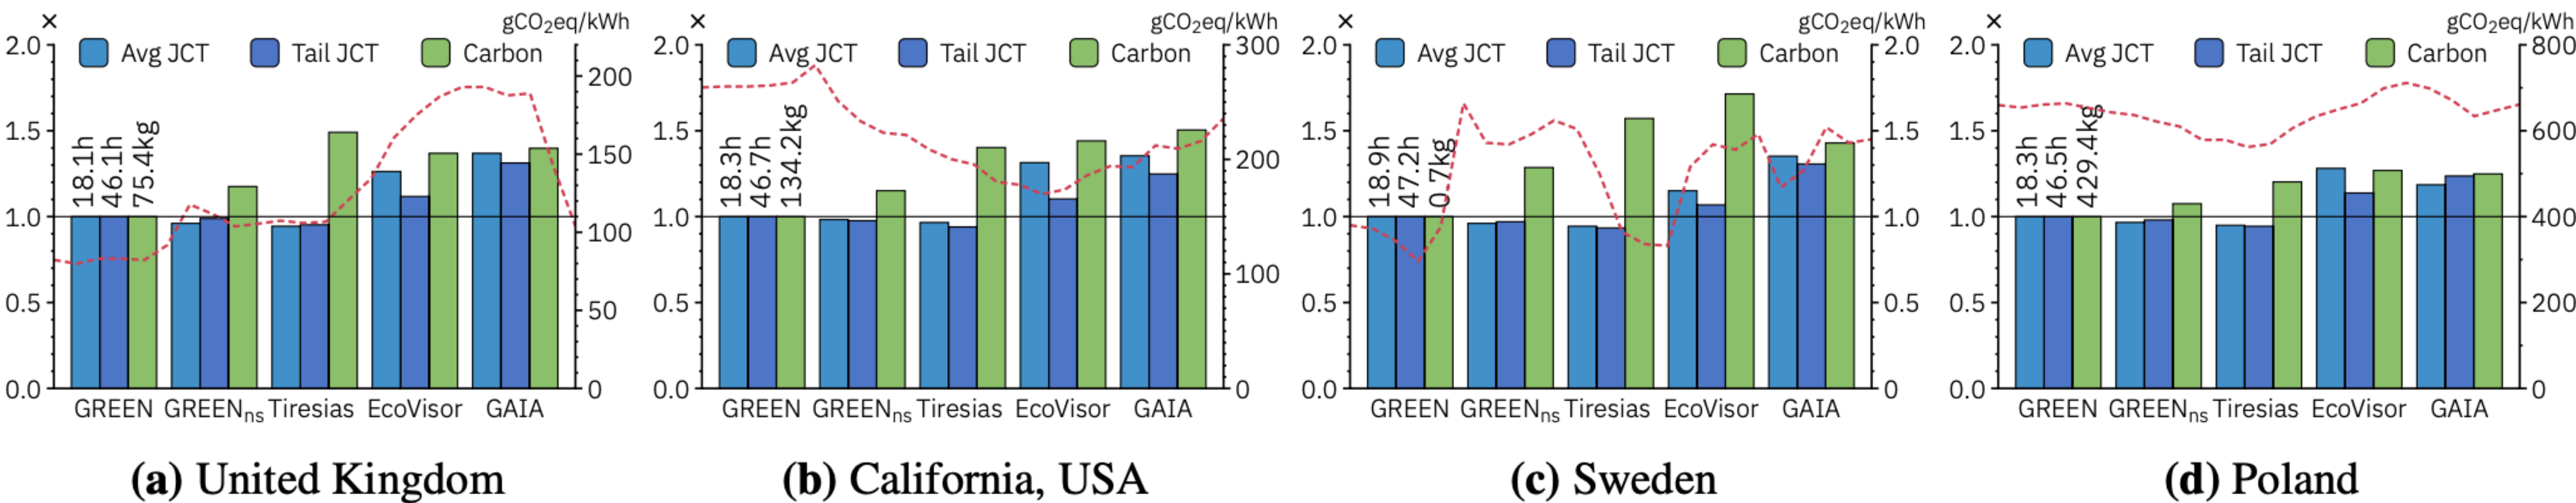 × gCO₂eq/kWh
2.0 Avg JCT Tail JCT Carbon
200
1.5
150
18.1h 46.1h 75.4kg
1.0
100
0.5
50
0.0 0
GREEN GREENns Tiresias EcoVisor GAIA
(a) United Kingdom
× gCO₂eq/kWh
2.0 Avg JCT Tail JCT Carbon 300
1.5
200
18.3h 46.7h 134.2kg
1.0
100
0.5
0.0 0
GREEN GREENns Tiresias EcoVisor GAIA
(b) California, USA
× gCO₂eq/kWh
2.0 Avg JCT Tail JCT Carbon 2.0
1.5 1.5
18.9h 47.2h 0.7kg
1.0 1.0
0.5 0.5
0.0 0
GREEN GREENns Tiresias EcoVisor GAIA
(c) Sweden
× gCO₂eq/kWh
2.0 Avg JCT Tail JCT Carbon 800
1.5 600
18.3h 46.5h 429.4kg
1.0 400
0.5 200
0.0 0
GREEN GREENns Tiresias EcoVisor GAIA
(d) Poland